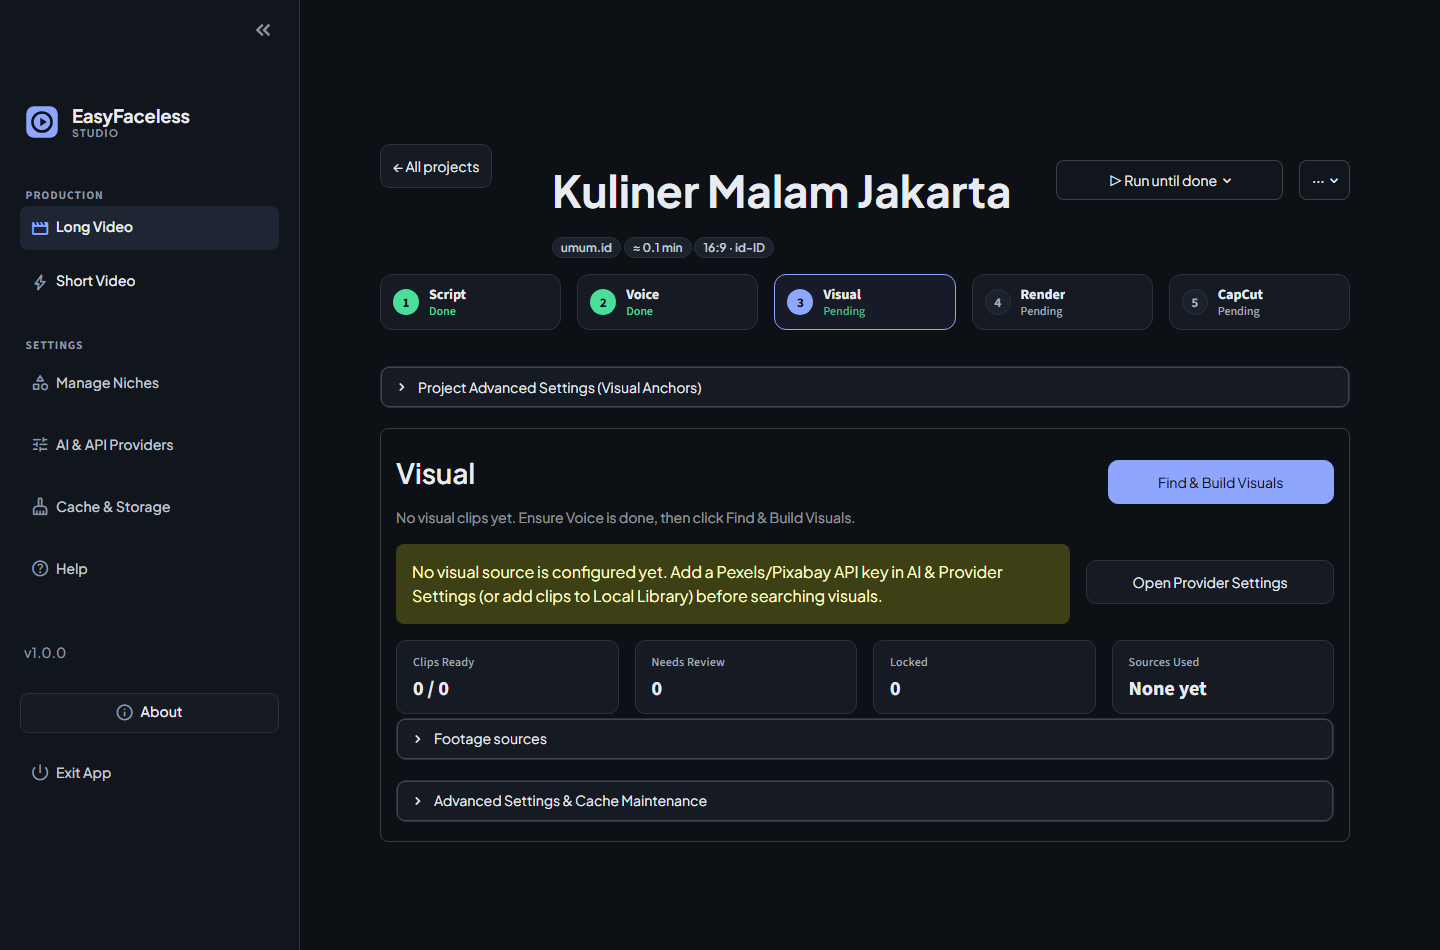 EasyFaceless
STUDIO
PRODUCTION
Long Video
Short Video
SETTINGS
Manage Niches
AI & API Providers
Cache & Storage
Help
v1.0.0
About
Exit App
← All projects
Kuliner Malam Jakarta
▷ Run until done
...
umum.id
≈ 0.1 min
16:9 · id-ID
1
Script
Done
2
Voice
Done
3
Visual
Pending
4
Render
Pending
5
CapCut
Pending
Project Advanced Settings (Visual Anchors)
Visual
Find & Build Visuals
No visual clips yet. Ensure Voice is done, then click Find & Build Visuals.
No visual source is configured yet. Add a Pexels/Pixabay API key in AI & Provider
Settings (or add clips to Local Library) before searching visuals.
Open Provider Settings
Clips Ready
0 / 0
Needs Review
0
Locked
0
Sources Used
None yet
Footage sources
Advanced Settings & Cache Maintenance